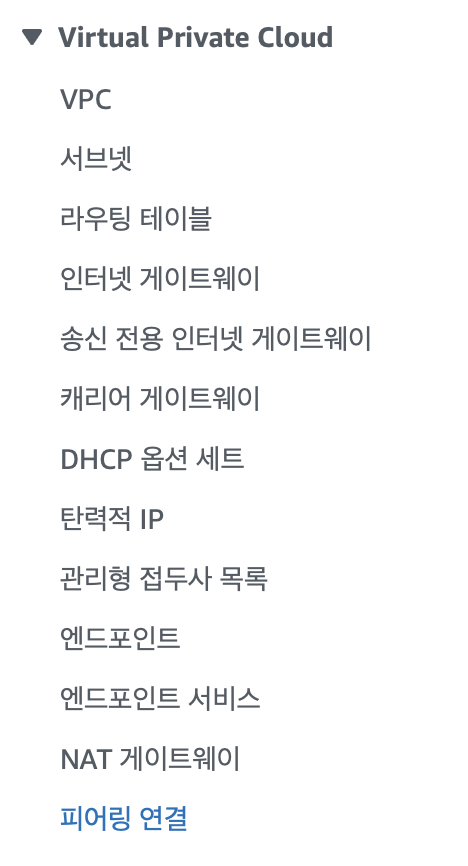 Virtual Private Cloud
VPC
서브넷
라우팅 테이블
인터넷 게이트웨이
송신 전용 인터넷 게이트웨이
캐리어 게이트웨이
DHCP 옵션 세트
탄력적 IP
관리형 접두사 목록
엔드포인트
엔드포인트 서비스
NAT 게이트웨이
피어링 연결